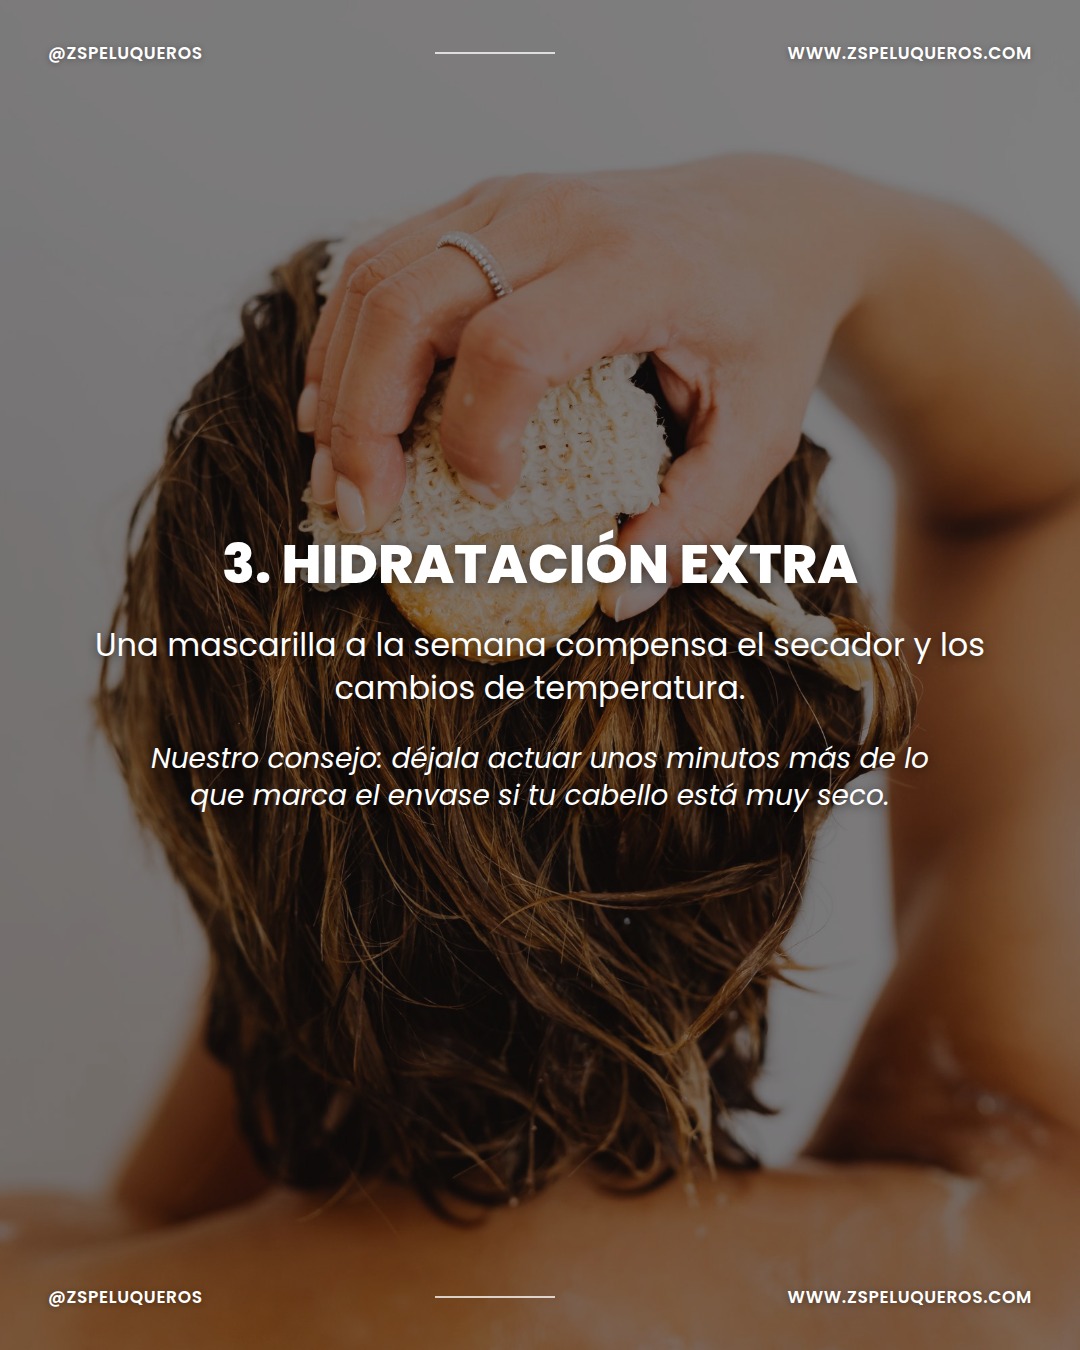 @ZSPELUQUEROS
WWW.ZSPELUQUEROS.COM
3. HIDRATACIÓN EXTRA
Una mascarilla a la semana compensa el secador y los
cambios de temperatura.
Nuestro consejo: déjala actuar unos minutos más de lo
que marca el envase si tu cabello está muy seco.
@ZSPELUQUEROS
WWW.ZSPELUQUEROS.COM